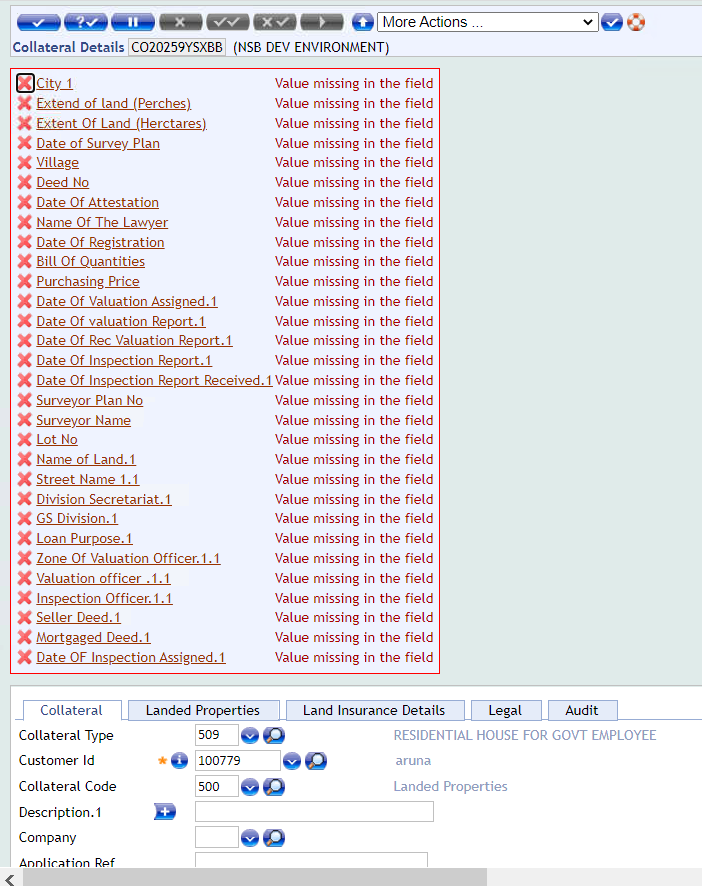 More Actions ...
Collateral Details CO20259YSXBB (NSB DEV ENVIRONMENT)
City 1 Value missing in the field
Extend of land (Perches) Value missing in the field
Extent Of Land (Herctares) Value missing in the field
Date of Survey Plan Value missing in the field
Village Value missing in the field
Deed No Value missing in the field
Date Of Attestation Value missing in the field
Name Of The Lawyer Value missing in the field
Date Of Registration Value missing in the field
Bill Of Quantities Value missing in the field
Purchasing Price Value missing in the field
Date Of Valuation Assigned.1 Value missing in the field
Date Of valuation Report.1 Value missing in the field
Date Of Rec Valuation Report.1 Value missing in the field
Date Of Inspection Report.1 Value missing in the field
Date Of Inspection Report Received.1 Value missing in the field
Surveyor Plan No Value missing in the field
Surveyor Name Value missing in the field
Lot No Value missing in the field
Name of Land.1 Value missing in the field
Street Name 1.1 Value missing in the field
Division Secretariat.1 Value missing in the field
GS Division.1 Value missing in the field
Loan Purpose.1 Value missing in the field
Zone Of Valuation Officer.1.1 Value missing in the field
Valuation officer .1.1 Value missing in the field
Inspection Officer.1.1 Value missing in the field
Seller Deed.1 Value missing in the field
Mortgaged Deed.1 Value missing in the field
Date OF Inspection Assigned.1 Value missing in the field
Collateral Landed Properties Land Insurance Details Legal Audit
Collateral Type 509 RESIDENTIAL HOUSE FOR GOVT EMPLOYEE
Customer Id 100779 aruna
Collateral Code 500 Landed Properties
Description.1
Company
Application Ref